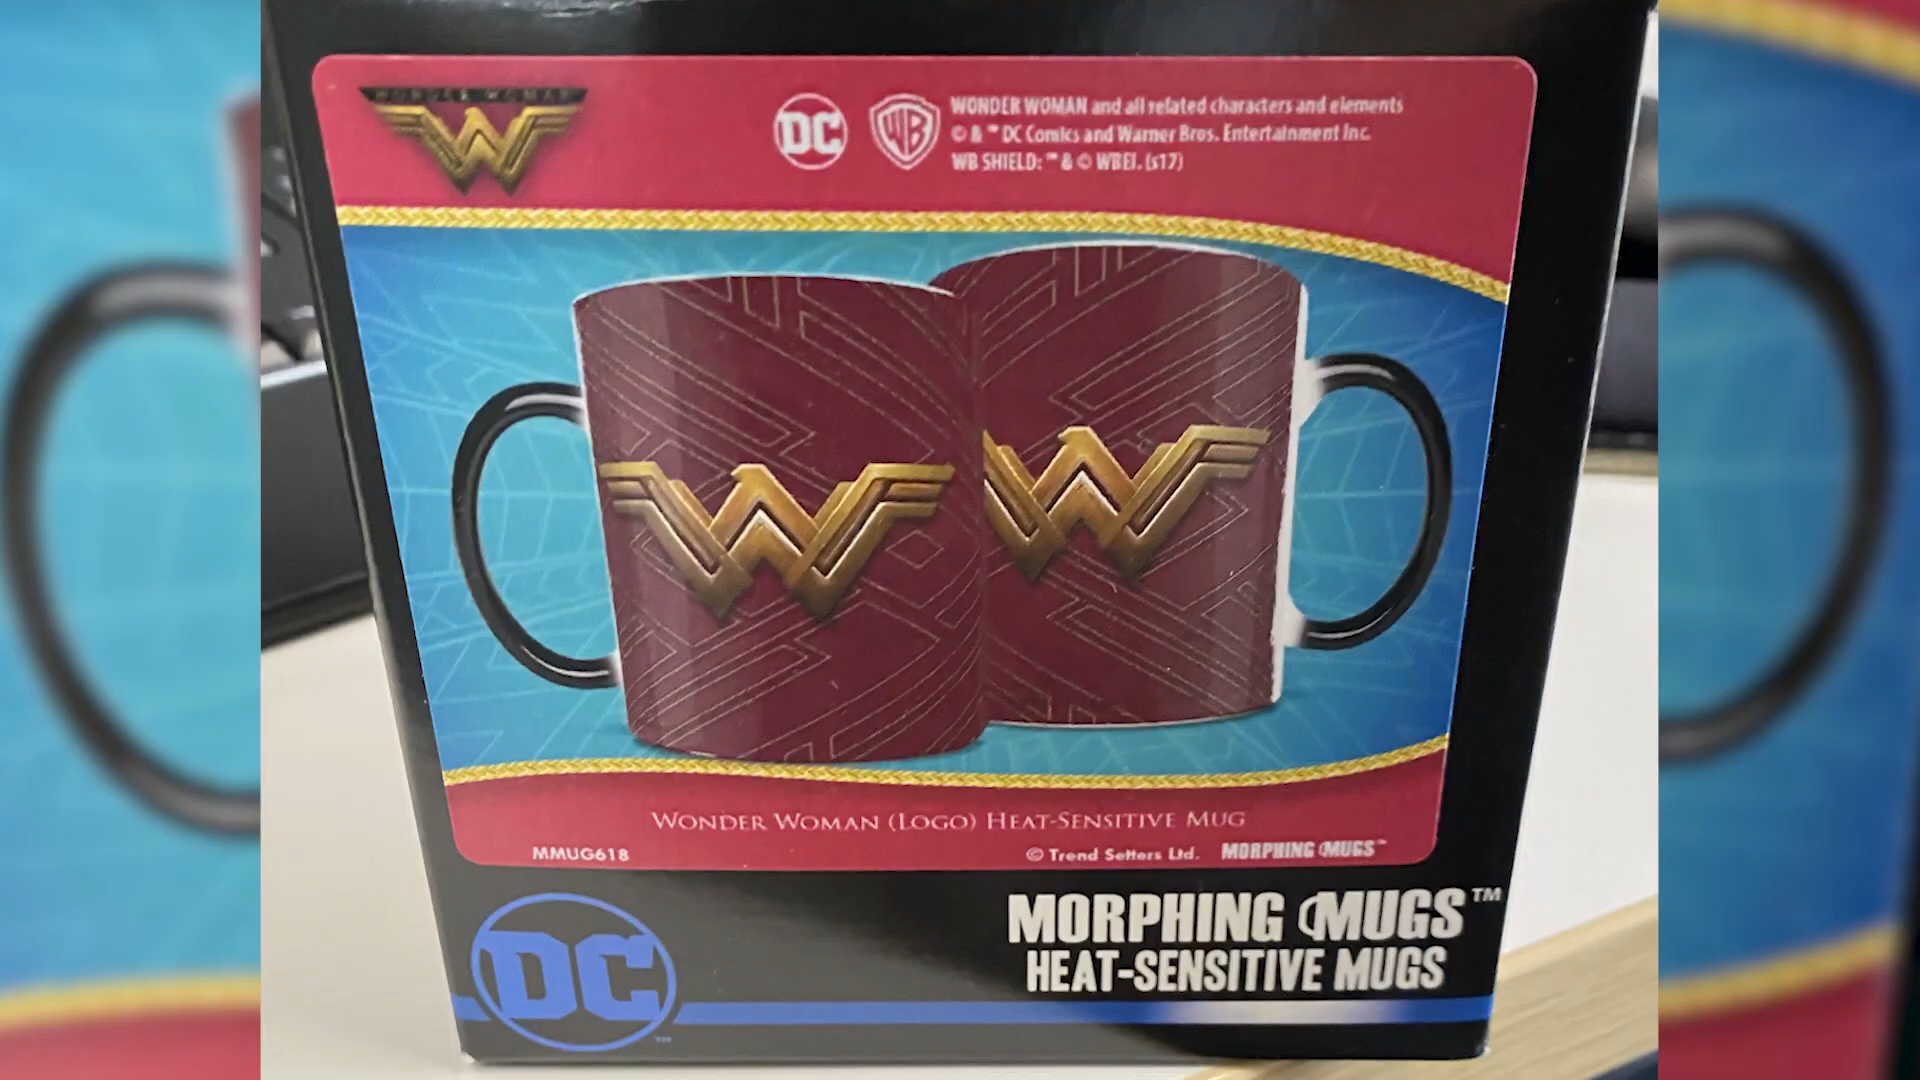 WONDER WOMAN
DC
WB
WONDER WOMAN and all related characters and elements
© & ™ DC Comics and Warner Bros. Entertainment Inc.
WB SHIELD: ™ & © WBEI. (s17)
WONDER WOMAN (LOGO) HEAT-SENSITIVE MUG
MMUG618
© Trend Setters Ltd. MORPHING MUGS™
MORPHING MUGS™
HEAT-SENSITIVE MUGS
DC™